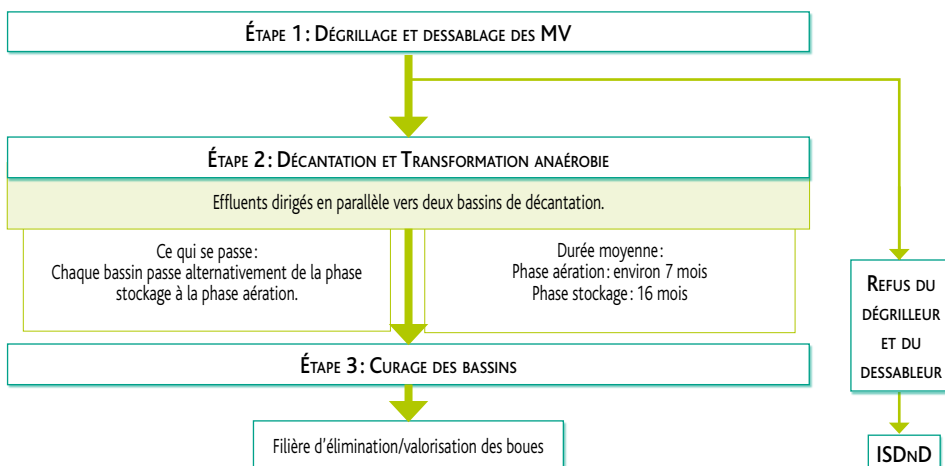 Étape 1: Dégrillage et dessablage des MV
Étape 2: Décantation et Transformation anaérobie
Effluents dirigés en parallèle vers deux bassins de décantation.
Ce qui se passe:
Chaque bassin passe alternativement de la phase
stockage à la phase aération.
Durée moyenne:
Phase aération: environ 7 mois
Phase stockage: 16 mois
Étape 3: Curage des bassins
Filière d'élimination/valorisation des boues
Refus du
dégrilleur
et du
dessableur
ISDnD